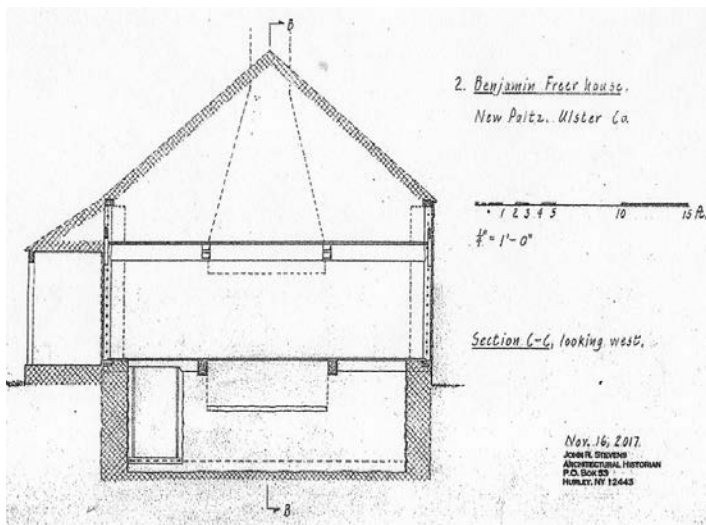 B
2. Benjamin Freer house.
New Paltz. Ulster Co.
0 1 2 3 4 5 10 15 ft.
1/4" = 1'-0"
Section C-C, looking west.
Nov. 16, 2017.
JOHN R. STEVENS
ARCHITECTURAL HISTORIAN
P.O. BOX 53
HURLEY, NY 12443
B